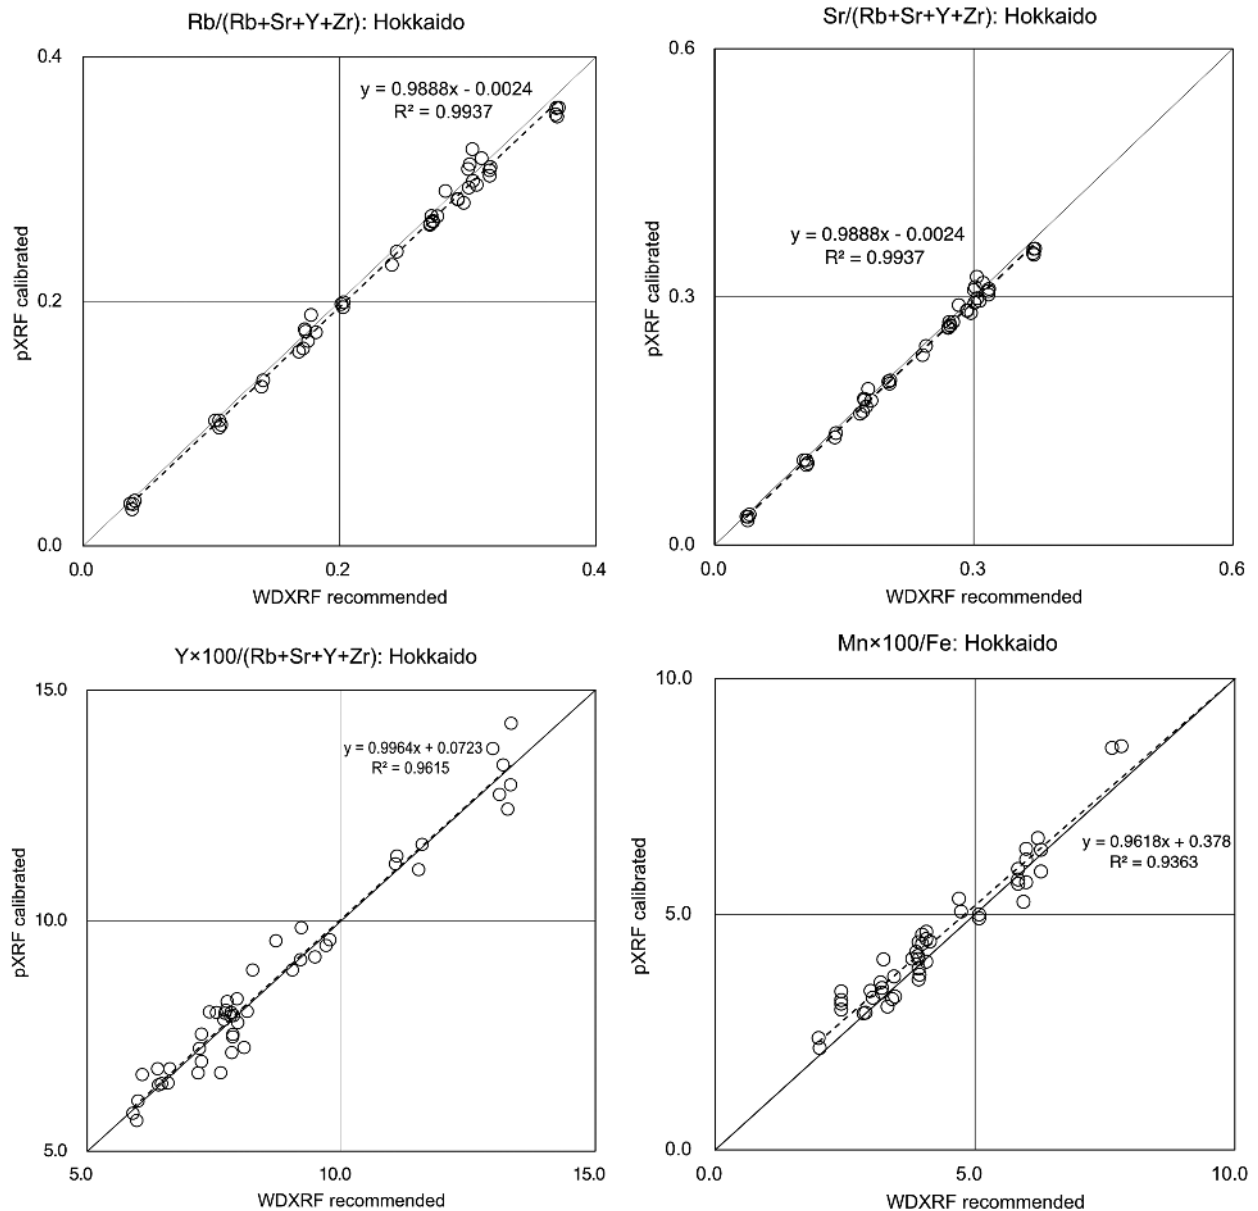 Rb/(Rb+Sr+Y+Zr): Hokkaido
0.4
y = 0.9888x - 0.0024
R² = 0.9937
pXRF calibrated
0.2
0.0
0.0
0.2
0.4
WDXRF recommended
Sr/(Rb+Sr+Y+Zr): Hokkaido
0.6
y = 0.9888x - 0.0024
R² = 0.9937
pXRF calibrated
0.3
0.0
0.0
0.3
0.6
WDXRF recommended
Y×100/(Rb+Sr+Y+Zr): Hokkaido
15.0
y = 0.9964x + 0.0723
R² = 0.9615
pXRF calibrated
10.0
5.0
5.0
10.0
15.0
WDXRF recommended
Mn×100/Fe: Hokkaido
10.0
y = 0.9618x + 0.378
R² = 0.9363
pXRF calibrated
5.0
0.0
0.0
5.0
10.0
WDXRF recommended